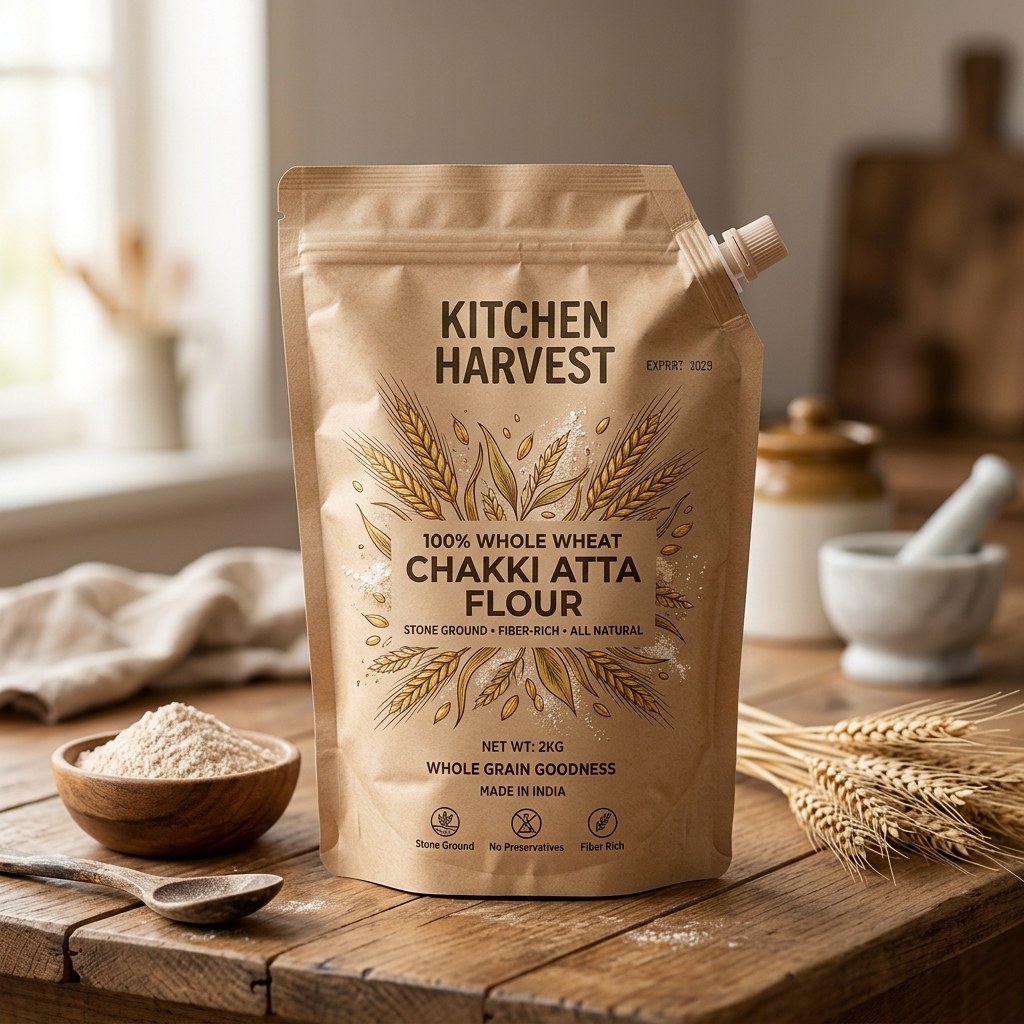 KITCHEN
HARVEST
EXPRR? 2029
100% WHOLE WHEAT
CHAKKI ATTA
FLOUR
STONE GROUND • FIBER-RICH • ALL NATURAL
NET WT: 2KG
WHOLE GRAIN GOODNESS
MADE IN INDIA
Stone Ground
No Preservatives
Fiber Rich